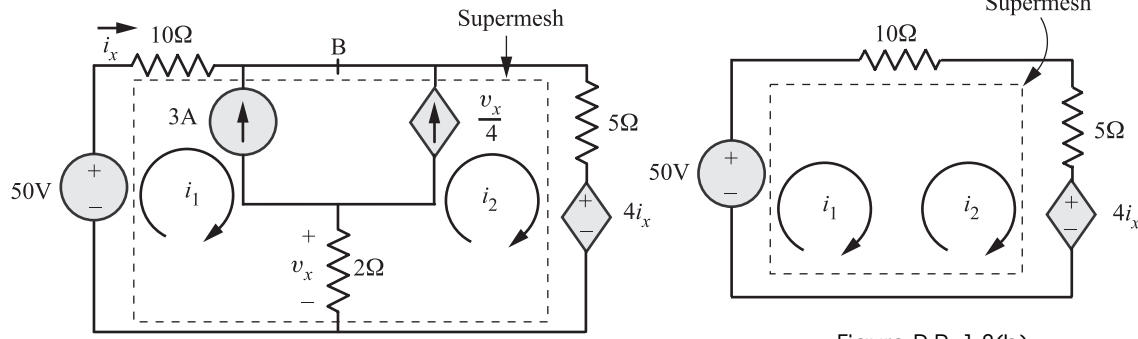 Supermesh
10Ω
i_x
B
3A
v_x/4
5Ω
50V
+
−
i_1
i_2
+
−
4i_x
+
v_x
2Ω
−
Supermesh
10Ω
5Ω
50V
+
−
i_1
i_2
+
−
4i_x